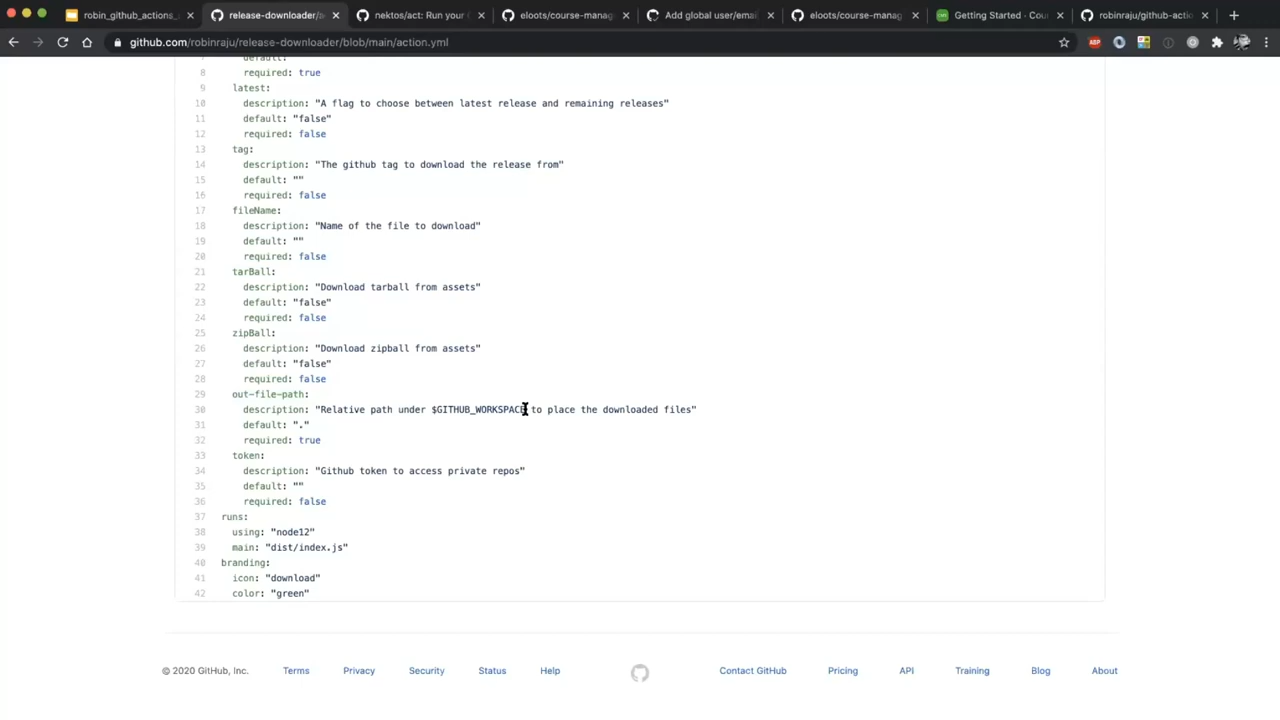 robin_github_actions_
release-downloader/a
nektos/act: Run your
eloots/course-manag
Add global user/emai
eloots/course-manag
Getting Started - Cou
robinraju/github-actio
github.com/robinraju/release-downloader/blob/main/action.yml
ABP
7 default:
8 required: true
9 latest:
10 description: "A flag to choose between latest release and remaining releases"
11 default: "false"
12 required: false
13 tag:
14 description: "The github tag to download the release from"
15 default: ""
16 required: false
17 fileName:
18 description: "Name of the file to download"
19 default: ""
20 required: false
21 tarBall:
22 description: "Download tarball from assets"
23 default: "false"
24 required: false
25 zipBall:
26 description: "Download zipball from assets"
27 default: "false"
28 required: false
29 out-file-path:
30 description: "Relative path under $GITHUB_WORKSPACE to place the downloaded files"
31 default: "."
32 required: true
33 token:
34 description: "Github token to access private repos"
35 default: ""
36 required: false
37 runs:
38 using: "node12"
39 main: "dist/index.js"
40 branding:
41 icon: "download"
42 color: "green"
© 2020 GitHub, Inc. Terms Privacy Security Status Help Contact GitHub Pricing API Training Blog About